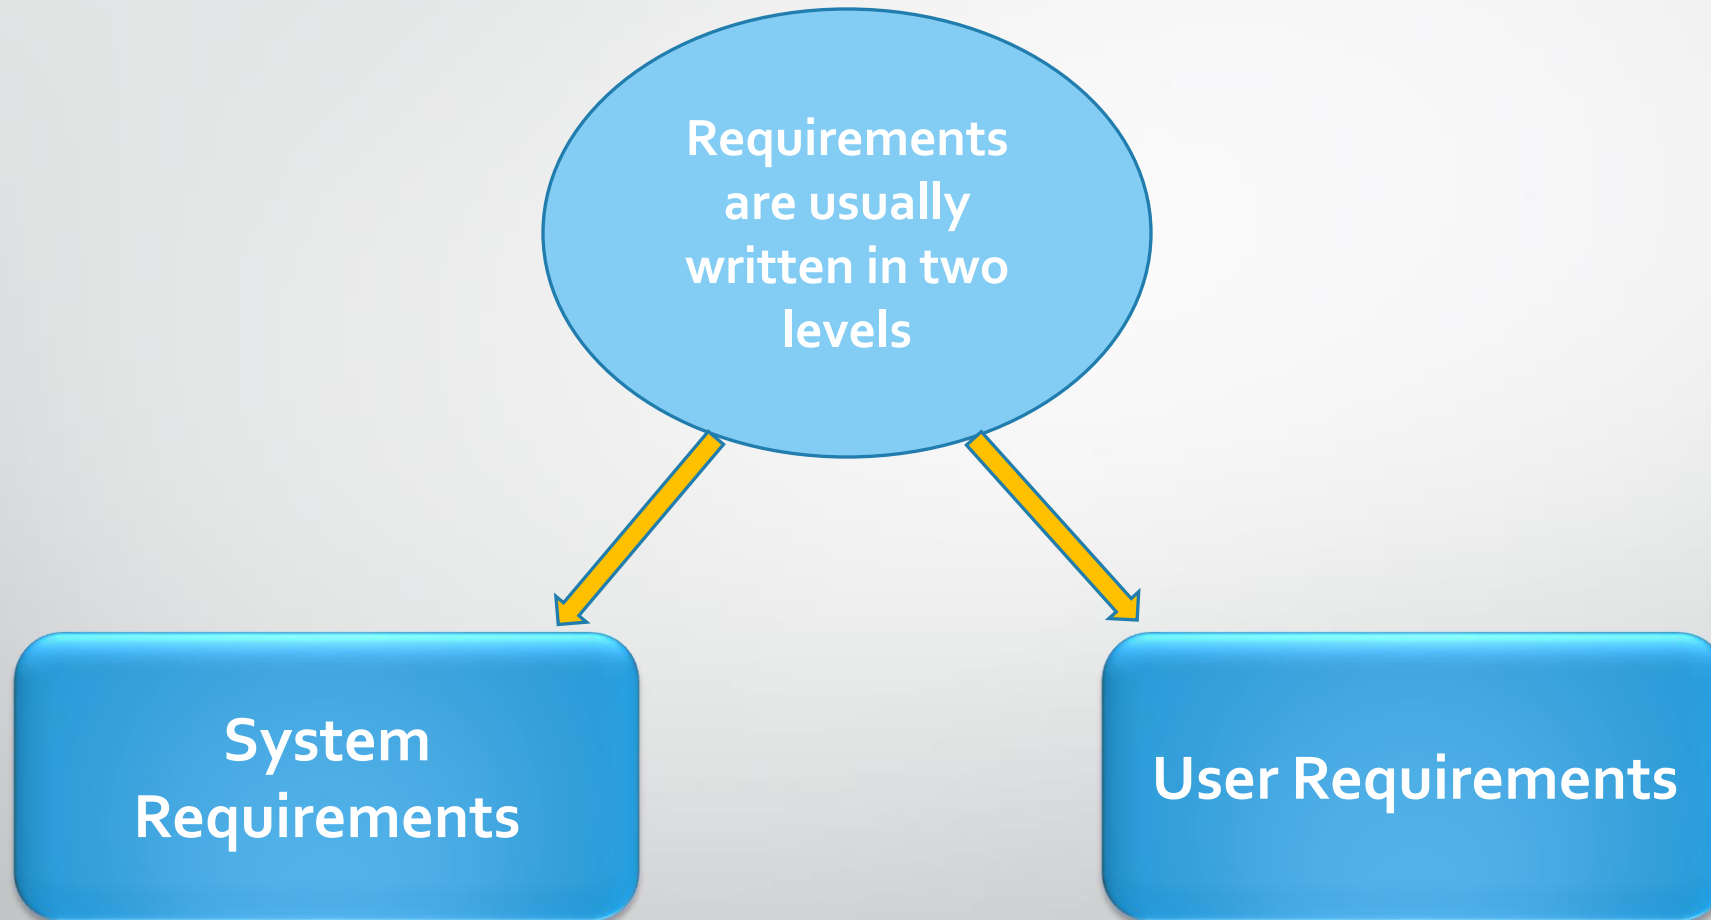 Requirements
are usually
written in two
levels
System
Requirements
User Requirements